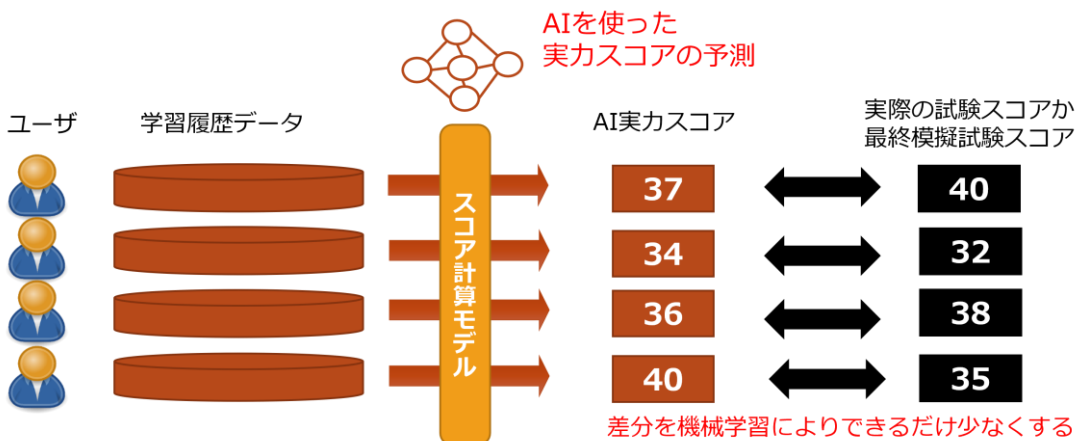 AIを使った
実力スコアの予測
ユーザ
学習履歴データ
AI実力スコア
実際の試験スコアか
最終模擬試験スコア
スコア計算モデル
37
40
34
32
36
38
40
35
差分を機械学習によりできるだけ少なくする